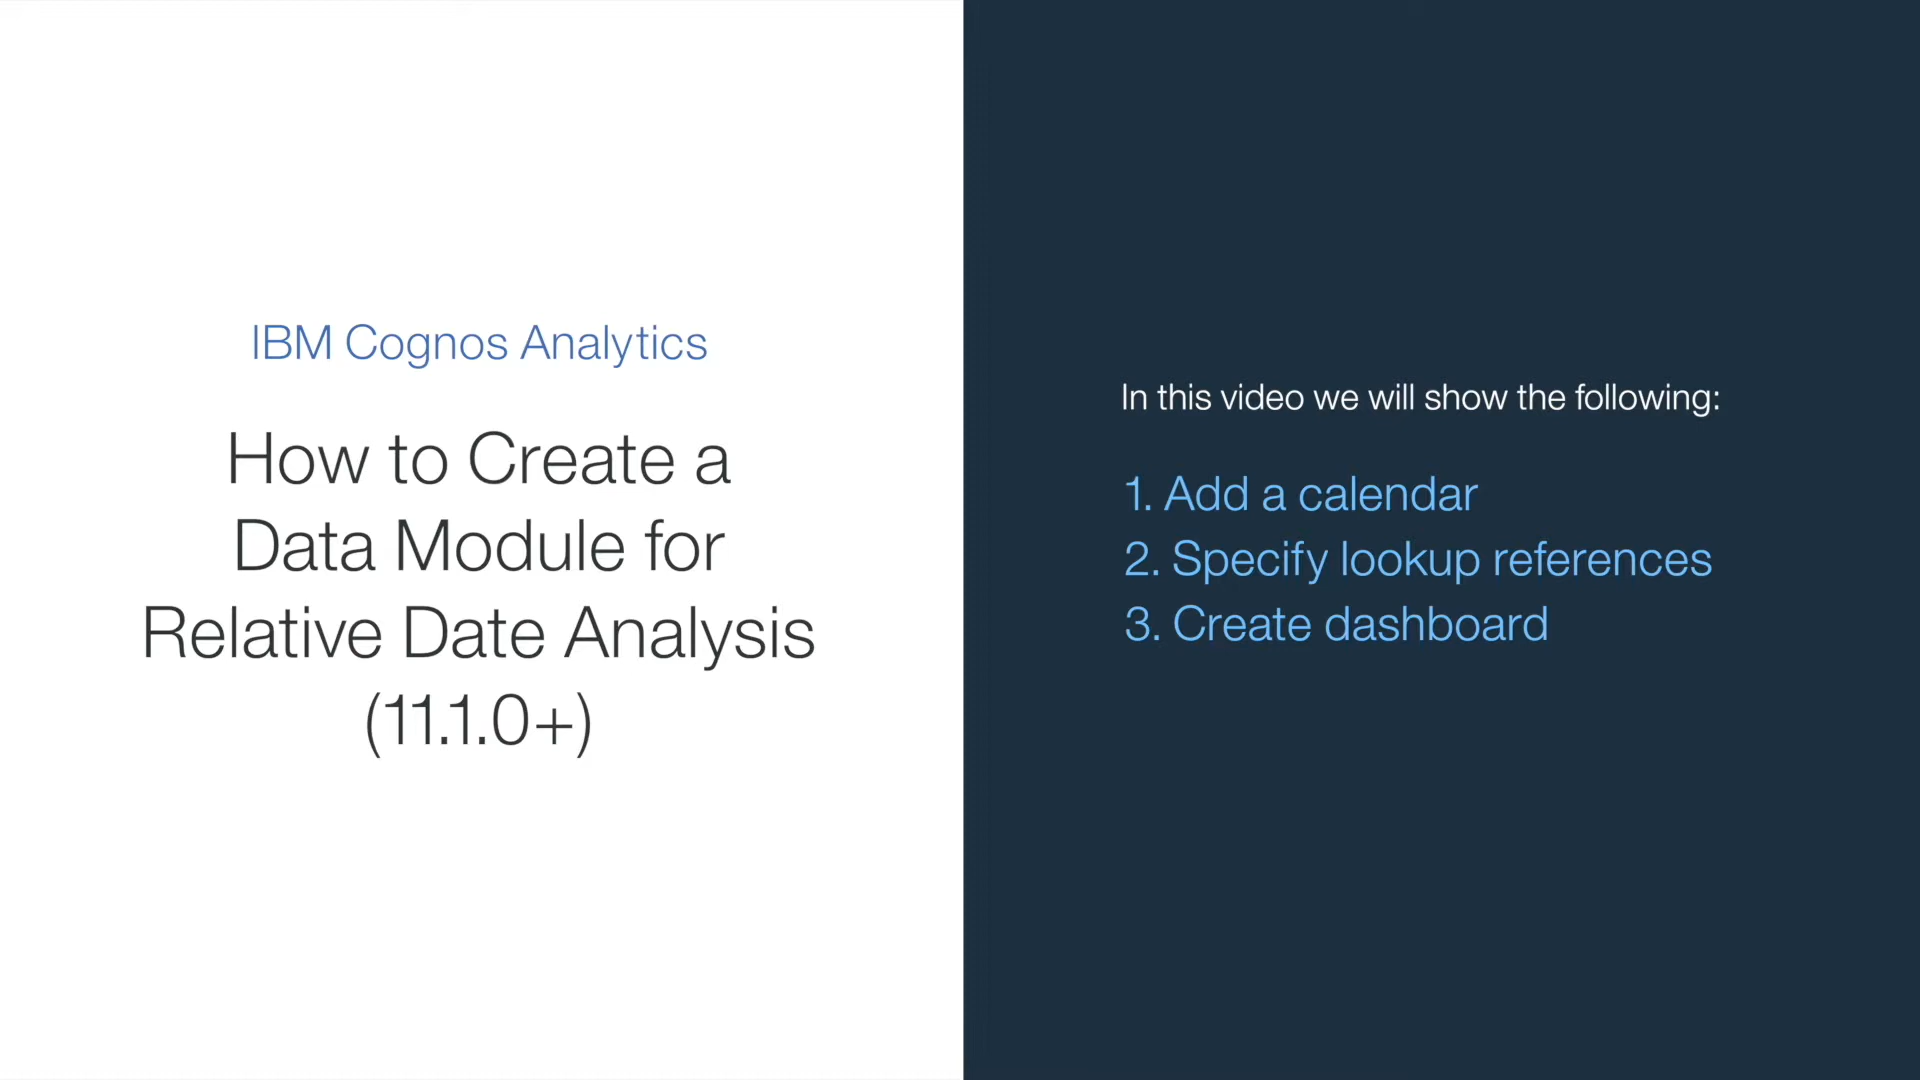 IBM Cognos Analytics
How to Create a
Data Module for
Relative Date Analysis
(11.1.0+)
In this video we will show the following:
1. Add a calendar
2. Specify lookup references
3. Create dashboard